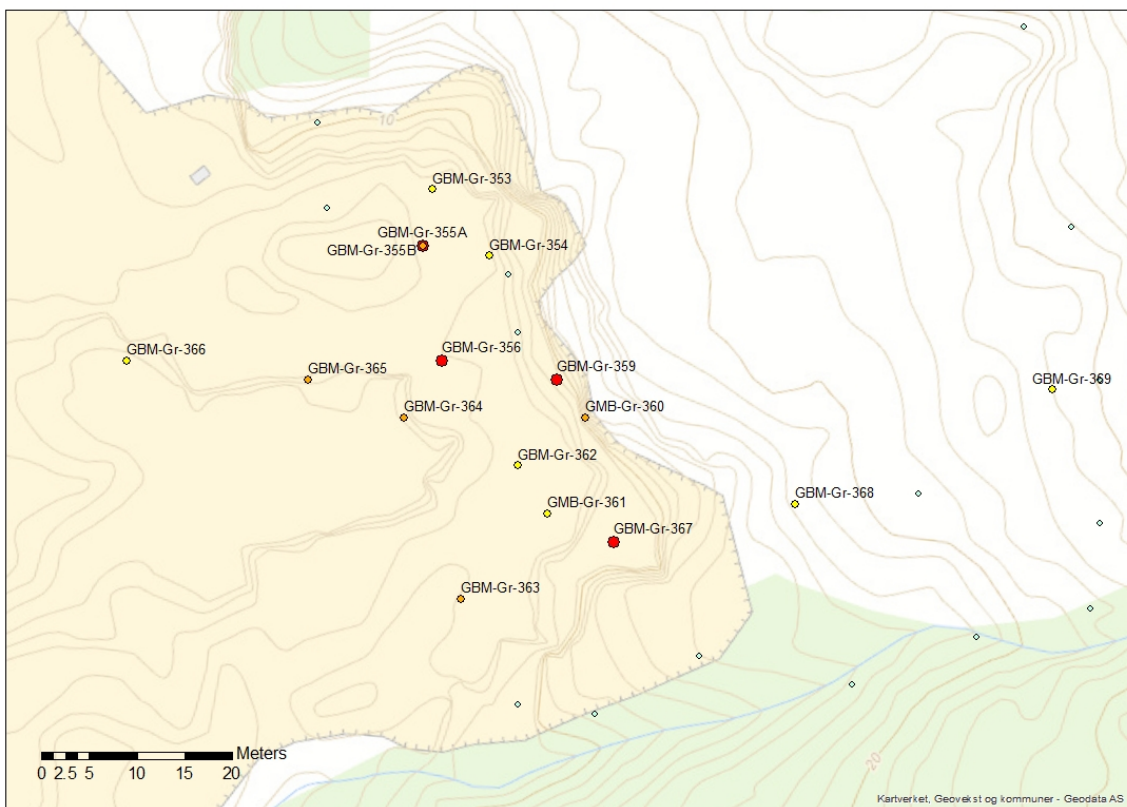 10
GBM-Gr-353
GBM-Gr-355A
GBM-Gr-355B
GBM-Gr-354
GBM-Gr-366
GBM-Gr-356
GBM-Gr-365
GBM-Gr-359
GBM-Gr-369
GBM-Gr-364
GMB-Gr-360
GBM-Gr-362
GBM-Gr-368
GMB-Gr-361
GBM-Gr-367
GBM-Gr-363
Meters
0 2.5 5 10 15 20
20
Kartverket, Geovekst og kommuner - Geodata AS